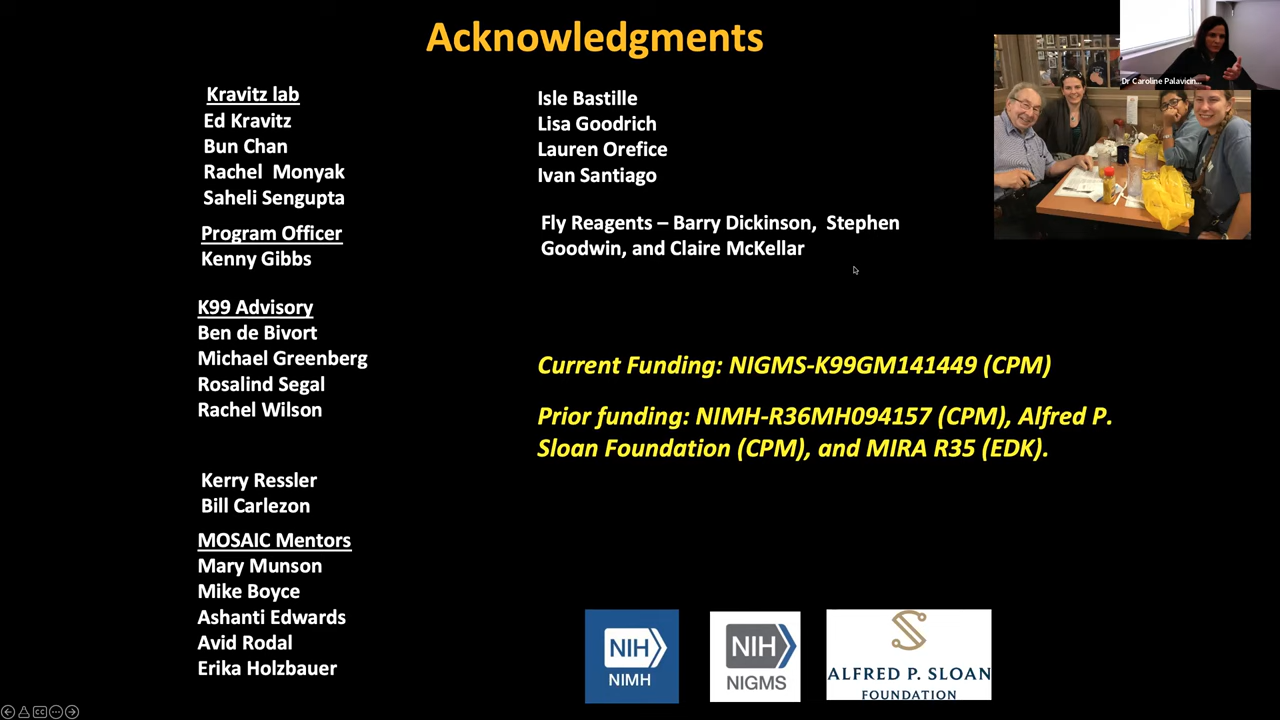 Acknowledgments
Dr Caroline Palavicin...
Kravitz lab
Ed Kravitz
Bun Chan
Rachel Monyak
Saheli Sengupta
Program Officer
Kenny Gibbs
K99 Advisory
Ben de Bivort
Michael Greenberg
Rosalind Segal
Rachel Wilson
Kerry Ressler
Bill Carlezon
MOSAIC Mentors
Mary Munson
Mike Boyce
Ashanti Edwards
Avid Rodal
Erika Holzbauer
Isle Bastille
Lisa Goodrich
Lauren Orefice
Ivan Santiago
Fly Reagents – Barry Dickinson, Stephen
Goodwin, and Claire McKellar
Current Funding: NIGMS-K99GM141449 (CPM)
Prior funding: NIMH-R36MH094157 (CPM), Alfred P.
Sloan Foundation (CPM), and MIRA R35 (EDK).
NIH
NIMH
NIH
NIGMS
ALFRED P. SLOAN
FOUNDATION